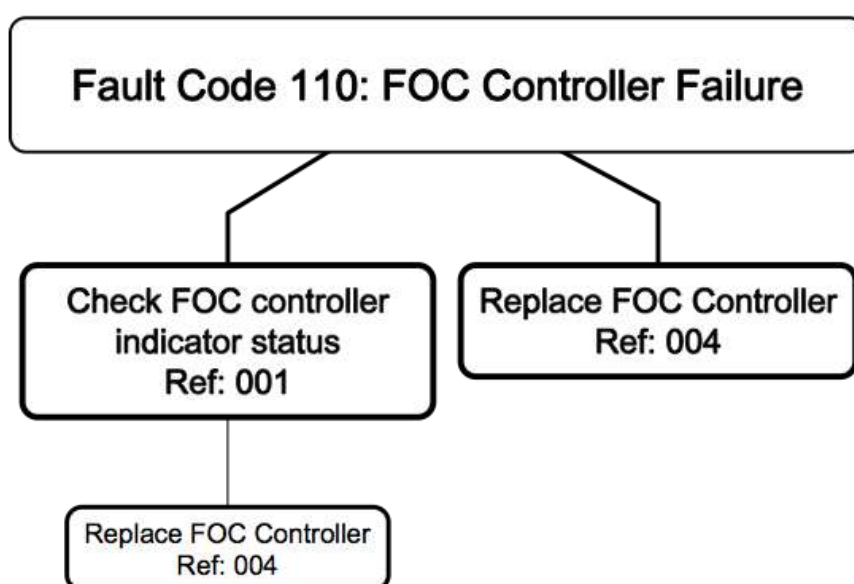 Fault Code 110: FOC Controller Failure
Check FOC controller
indicator status
Ref: 001
Replace FOC Controller
Ref: 004
Replace FOC Controller
Ref: 004